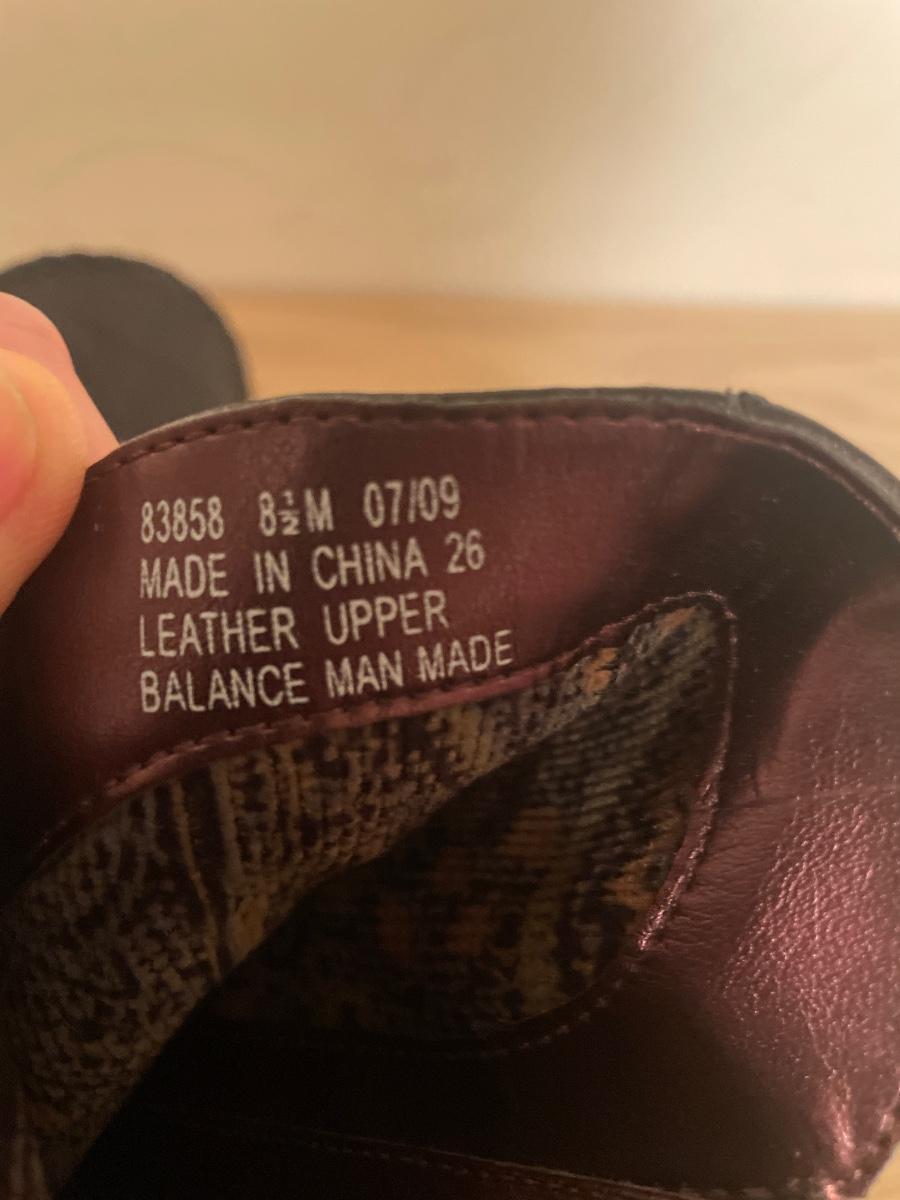 83858 8½M 07/09
MADE IN CHINA 26
LEATHER UPPER
BALANCE MAN MADE